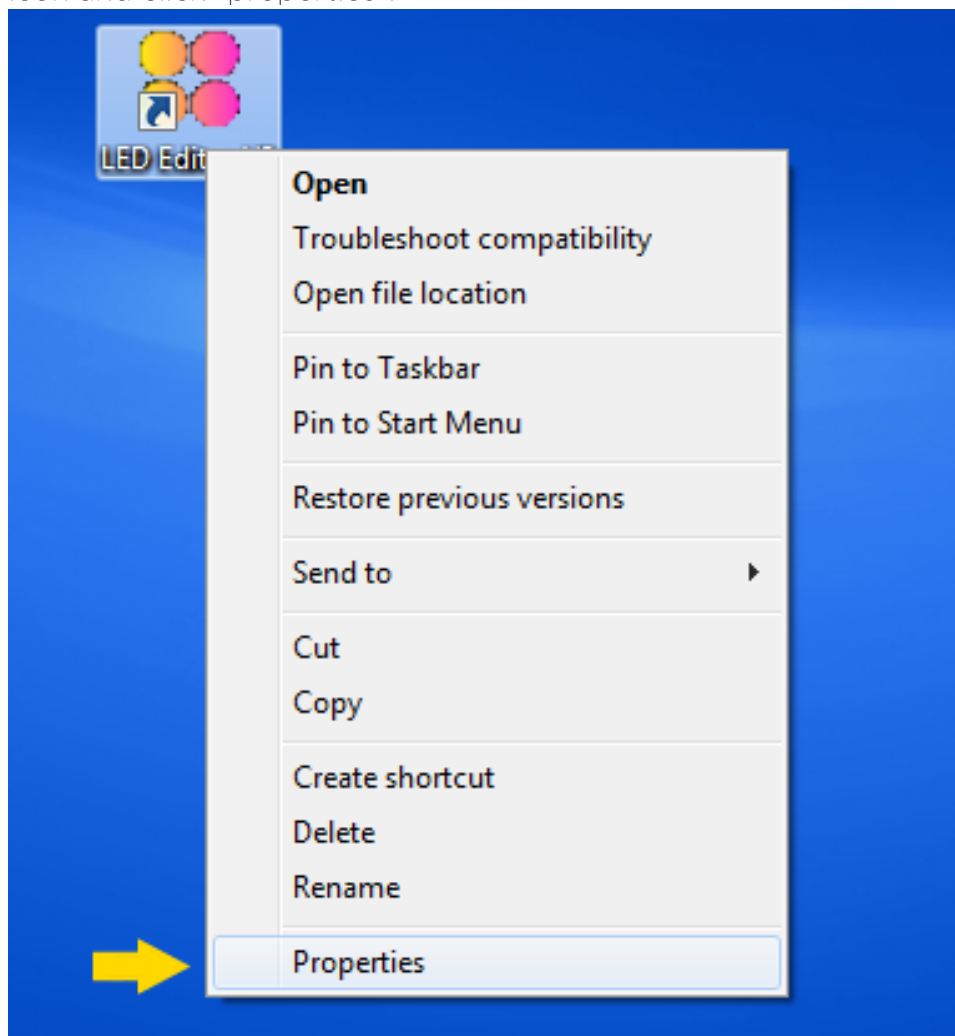 LED Edit
Open
Troubleshoot compatibility
Open file location
Pin to Taskbar
Pin to Start Menu
Restore previous versions
Send to
Cut
Copy
Create shortcut
Delete
Rename
Properties